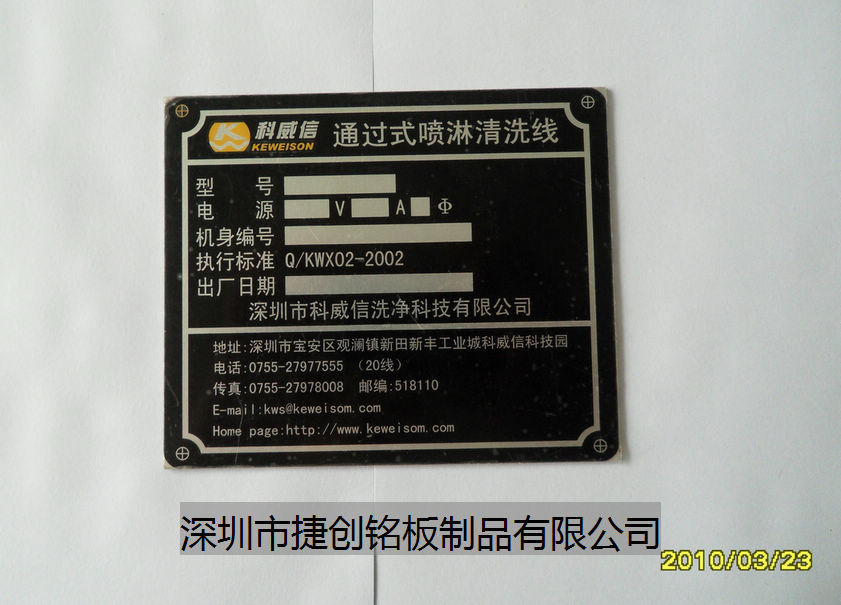 科威信
KEWEISON
通过式喷淋清洗线
型 号
电 源 V A Φ
机身编号
执行标准 Q/KWX02-2002
出厂日期
深圳市科威信洗净科技有限公司
地址:深圳市宝安区观澜镇新田新丰工业城科威信科技园
电话:0755-27977555 (20线)
传真:0755-27978008 邮编:518110
E-mail:kws@keweisom.com
Home page:http://www.keweisom.com
深圳市捷创铭板制品有限公司
2010/03/23